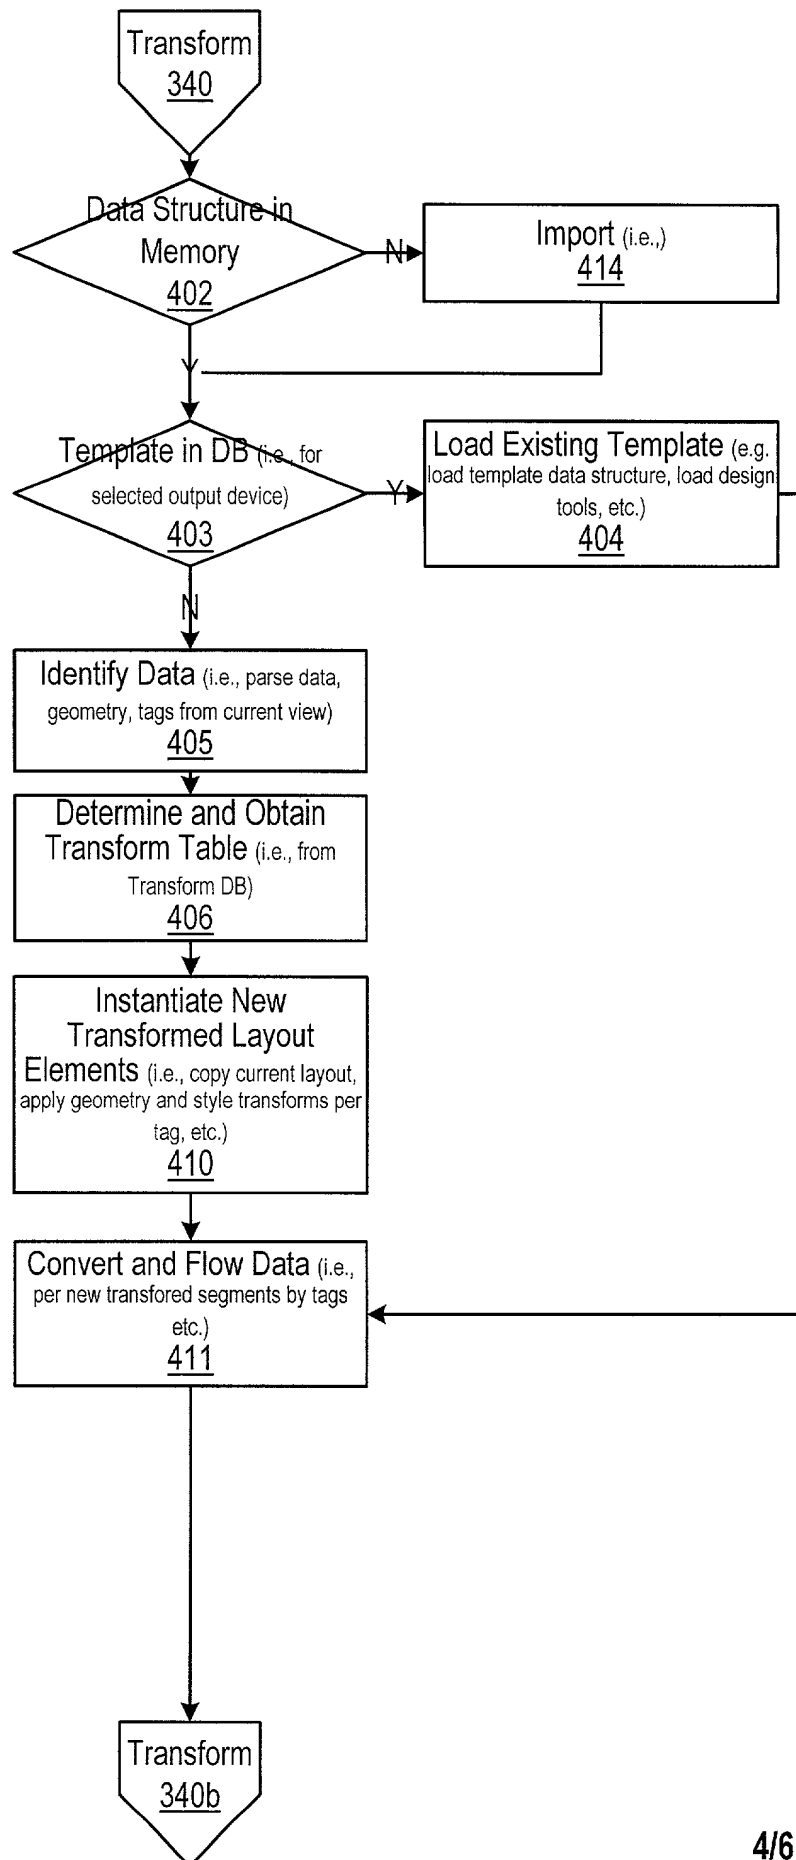 Transform
340
Data Structure in
Memory
402
N
Import (i.e.,)
414
Y
Template in DB (i.e., for
selected output device)
403
Y
Load Existing Template (e.g.
load template data structure, load design
tools, etc.)
404
N
Identify Data (i.e., parse data,
geometry, tags from current view)
405
Determine and Obtain
Transform Table (i.e., from
Transform DB)
406
Instantiate New
Transformed Layout
Elements (i.e., copy current layout,
apply geometry and style transforms per
tag, etc.)
410
Convert and Flow Data (i.e.,
per new transfored segments by tags
etc.)
411
Transform
340b
4/6